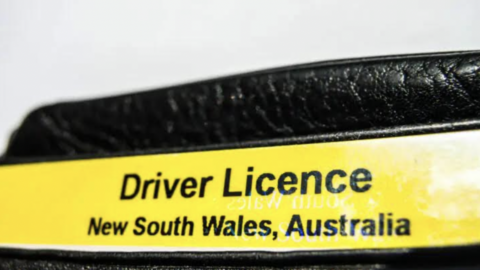 Driver Licence
New South Wales, Australia